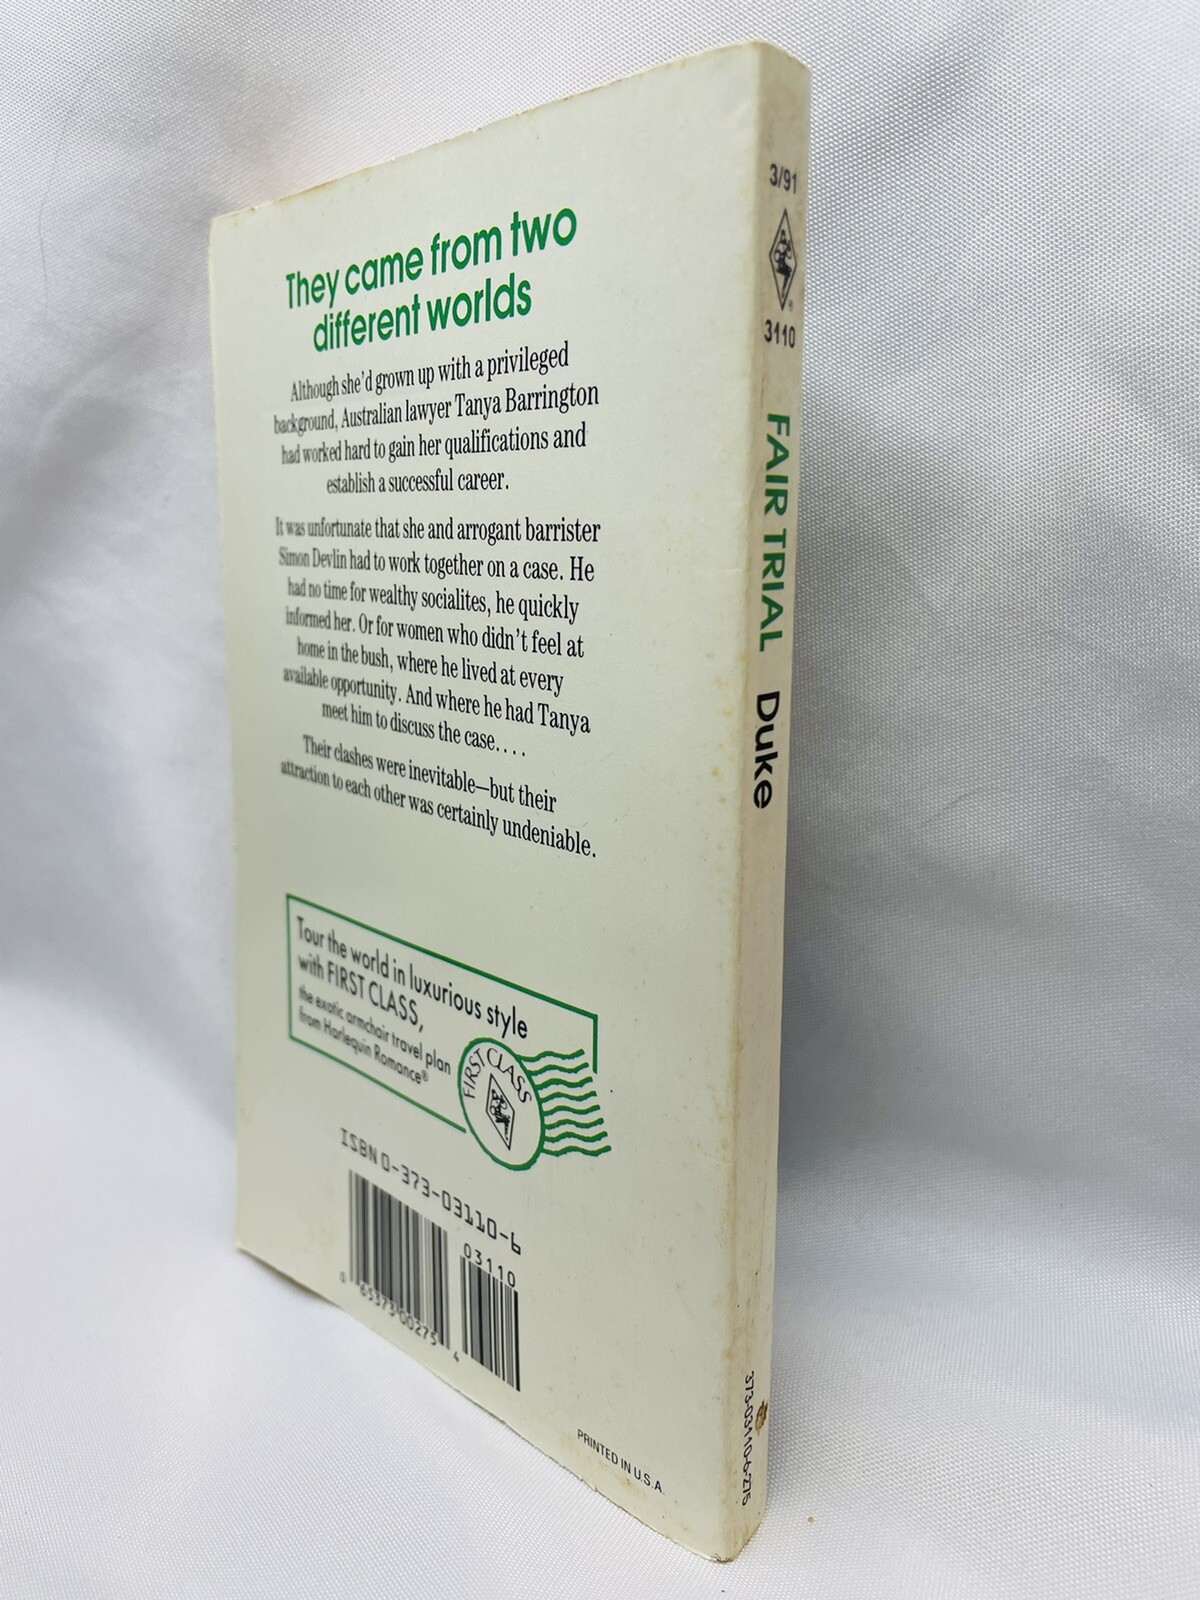 They came from two
different worlds
Although she'd grown up with a privileged
background, Australian lawyer Tanya Barrington
had worked hard to gain her qualifications and
establish a successful career.
It was unfortunate that she and arrogant barrister
Simon Devlin had to work together on a case. He
had no time for wealthy socialites, he quickly
informed her. Or for women who didn't feel at
home in the bush, where he lived at every
available opportunity. And where he had Tanya
meet him to discuss the case....
Their clashes were inevitable—but their
attraction to each other was certainly undeniable.
Tour the world in luxurious style
with FIRST CLASS,
the exotic armchair travel plan
from Harlequin Romance®
FIRST CLASS
ISBN 0-373-03110-6
03110
0 65373 00275 4
PRINTED IN U.S.A.
3/91
®
3110
FAIR TRIAL Duke
373-03110-6-275